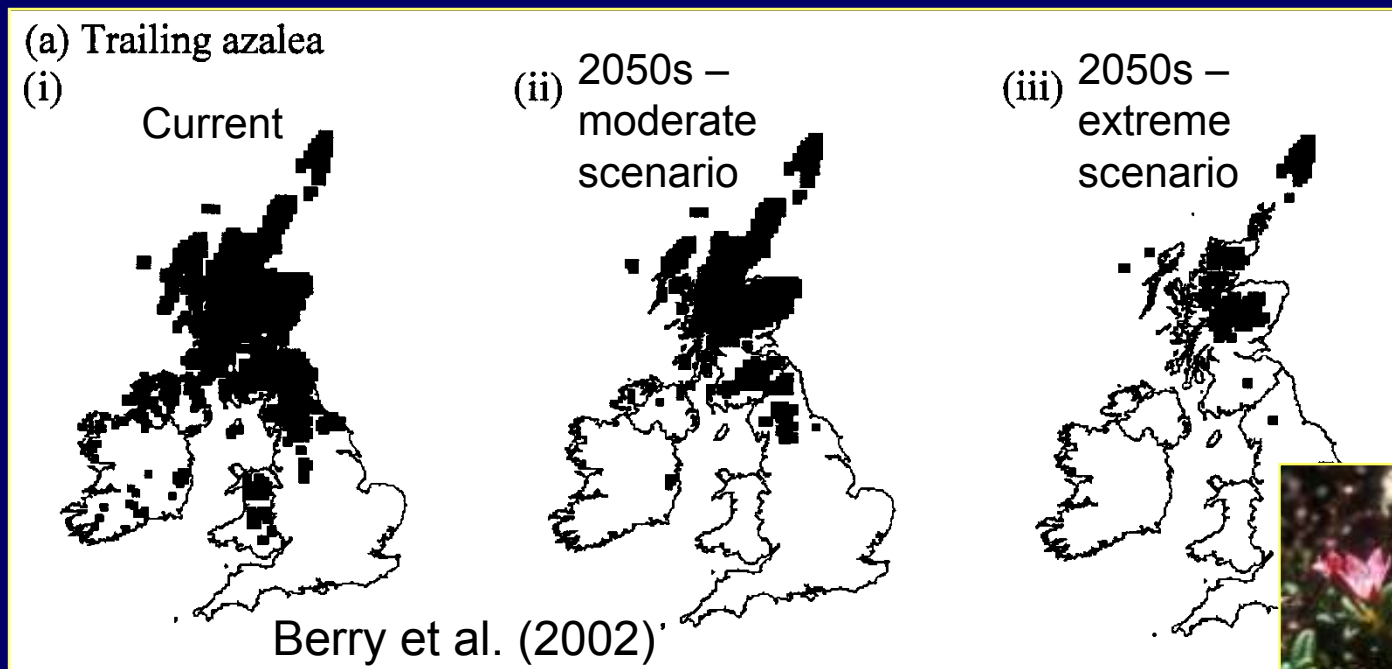 (a) Trailing azalea
(i)
Current
(ii)
2050s –
moderate
scenario
(iii)
2050s –
extreme
scenario
Berry et al. (2002)